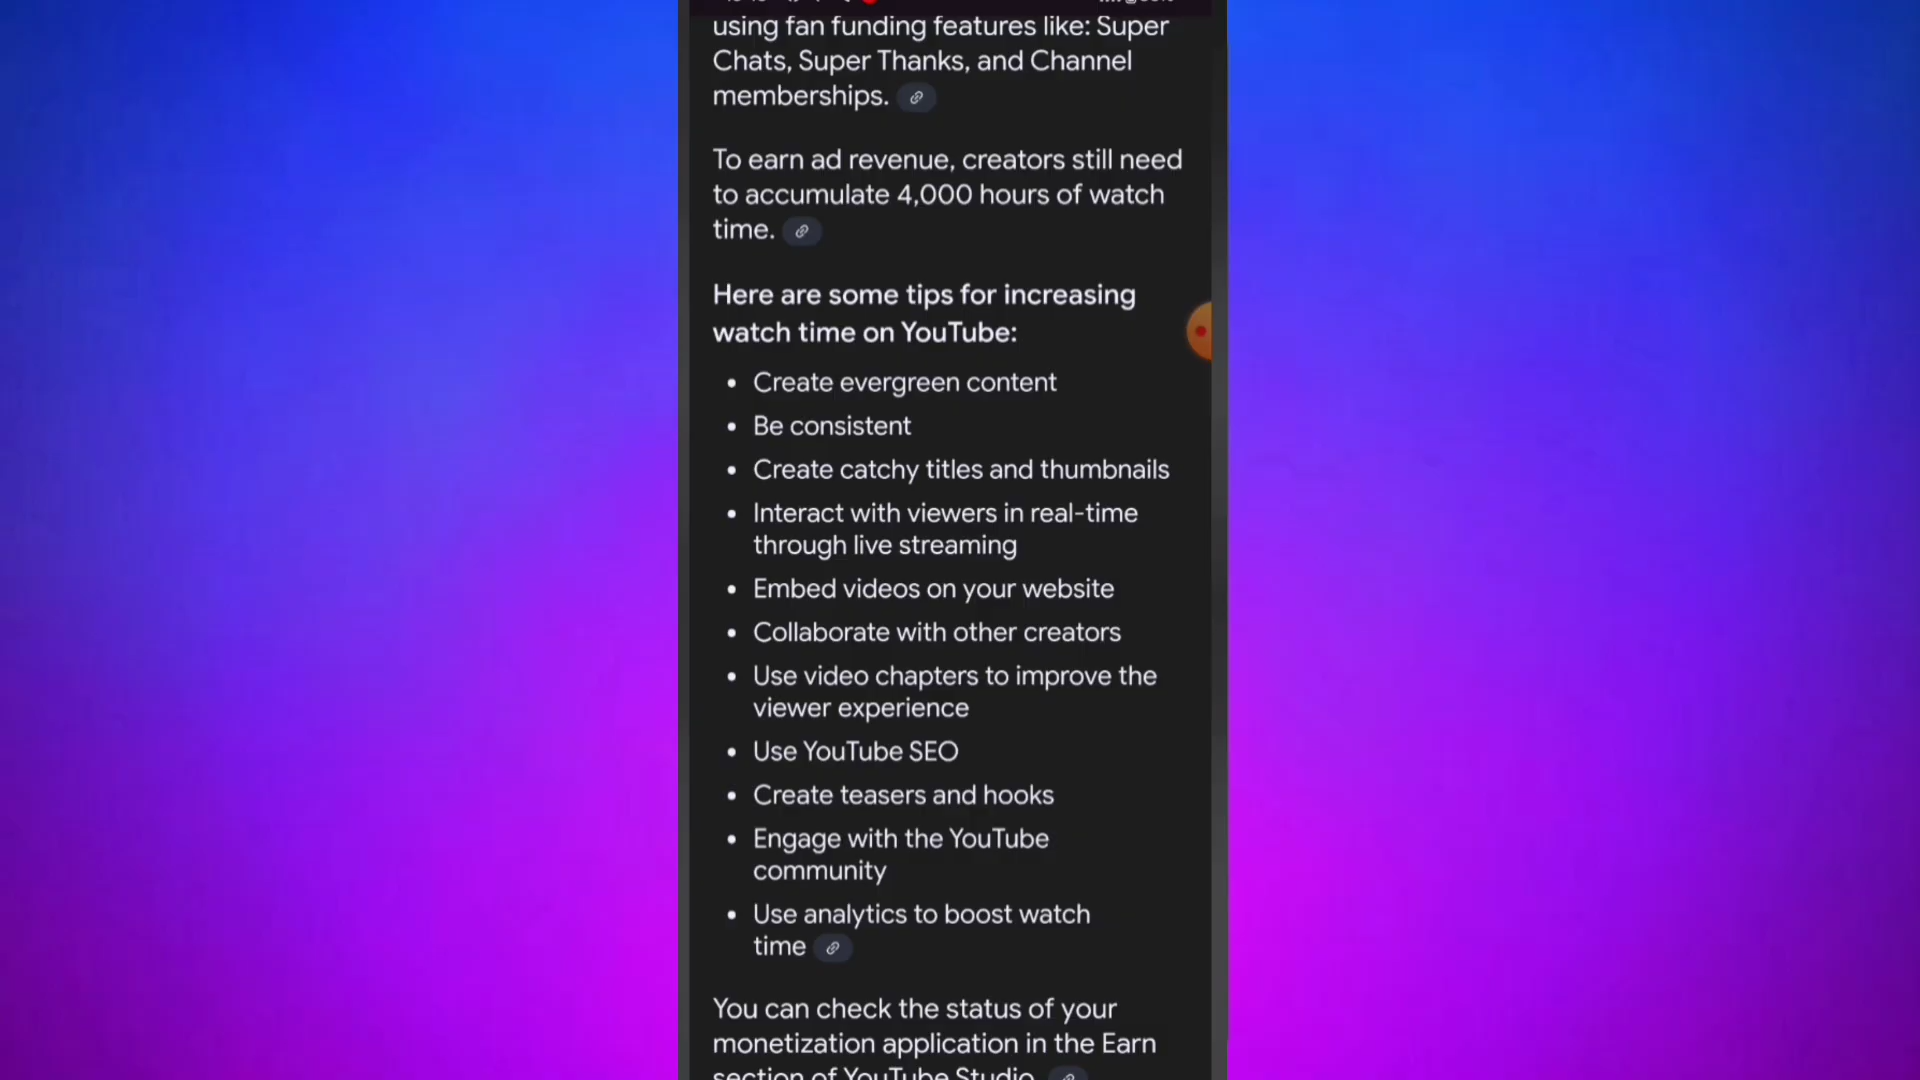 using fan funding features like: Super
Chats, Super Thanks, and Channel
memberships.
To earn ad revenue, creators still need
to accumulate 4,000 hours of watch
time.
Here are some tips for increasing
watch time on YouTube:
• Create evergreen content
• Be consistent
• Create catchy titles and thumbnails
• Interact with viewers in real-time
through live streaming
• Embed videos on your website
• Collaborate with other creators
• Use video chapters to improve the
viewer experience
• Use YouTube SEO
• Create teasers and hooks
• Engage with the YouTube
community
• Use analytics to boost watch
time
You can check the status of your
monetization application in the Earn
section of YouTube Studio.